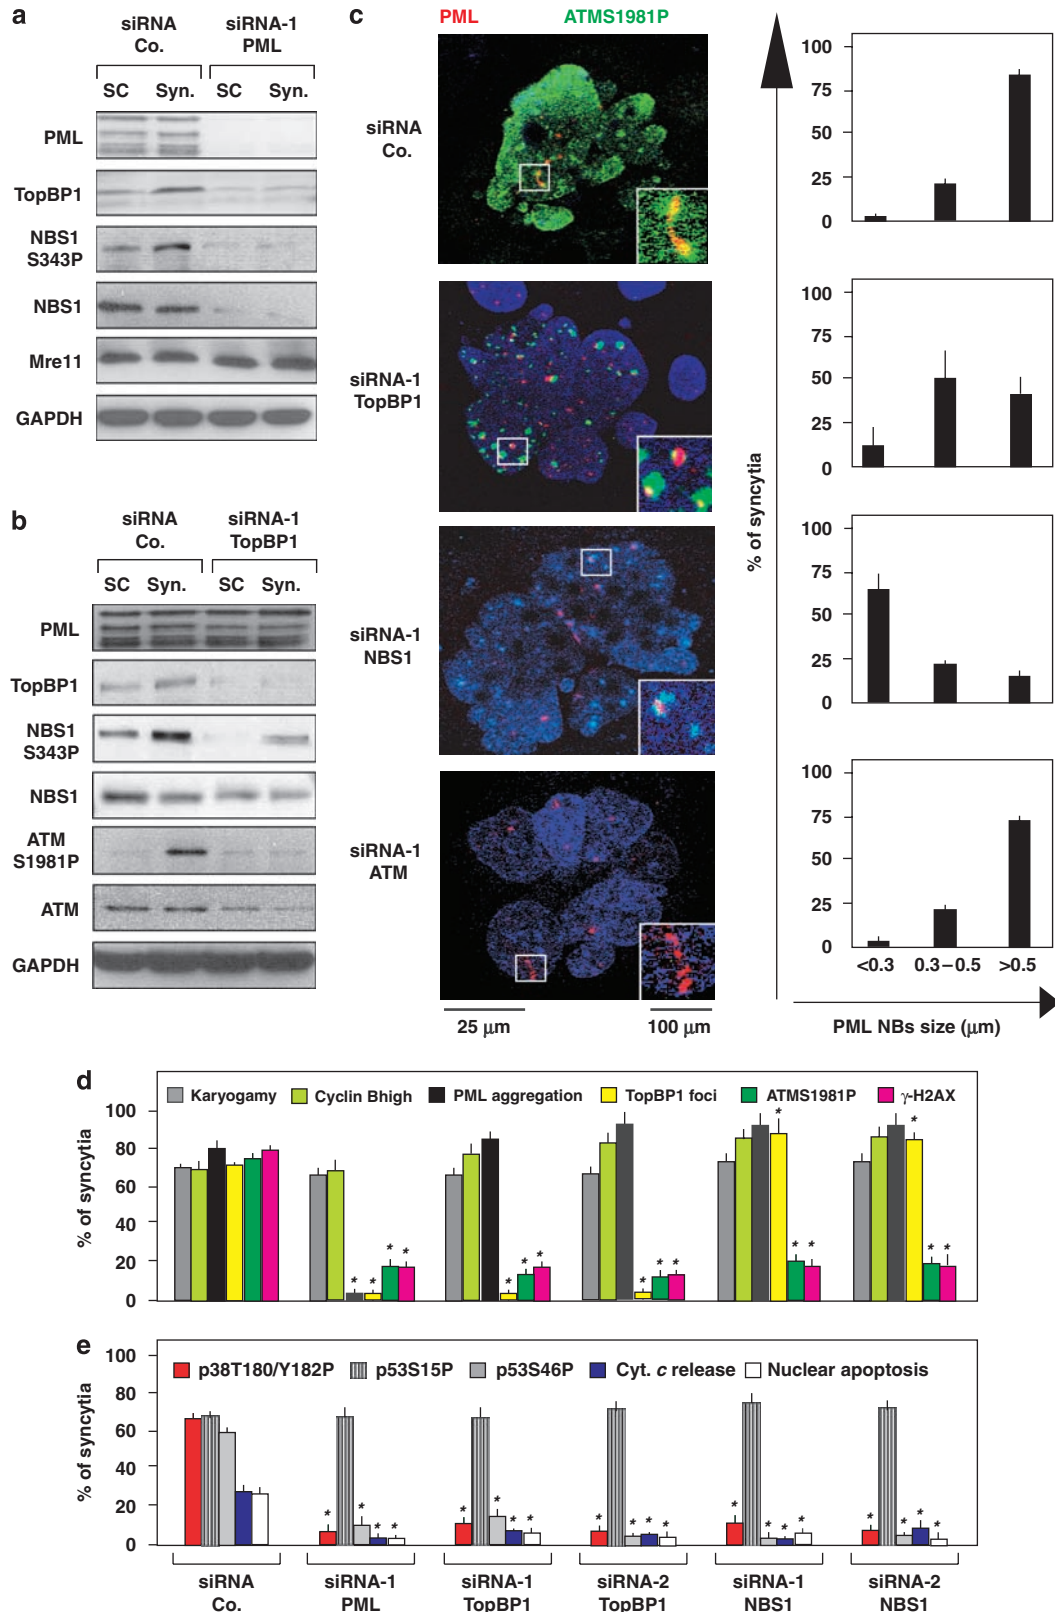 a
siRNA
Co.
siRNA-1
PML
SC Syn. SC Syn.
PML
TopBP1
NBS1
S343P
NBS1
Mre11
GAPDH
b
siRNA
Co.
siRNA-1
TopBP1
SC Syn. SC Syn.
PML
TopBP1
NBS1
S343P
NBS1
ATM
S1981P
ATM
GAPDH
c
PML ATMS1981P
siRNA
Co.
siRNA-1
TopBP1
siRNA-1
NBS1
siRNA-1
ATM
25 μm 100 μm
% of syncytia
100
75
50
25
0
100
75
50
25
0
100
75
50
25
0
100
75
50
25
0
<0.3 0.3–0.5 >0.5
PML NBs size (μm)
d
Karyogamy Cyclin Bhigh PML aggregation TopBP1 foci ATMS1981P γ-H2AX
% of syncytia
100
80
60
40
20
0
* * * *
* * *
* * *
* * *
* * *
e
p38T180/Y182P p53S15P p53S46P Cyt. c release Nuclear apoptosis
% of syncytia
100
80
60
40
20
0
* * * *
* * * *
* * * *
* * * *
* * * *
siRNA
Co.
siRNA-1
PML
siRNA-1
TopBP1
siRNA-2
TopBP1
siRNA-1
NBS1
siRNA-2
NBS1